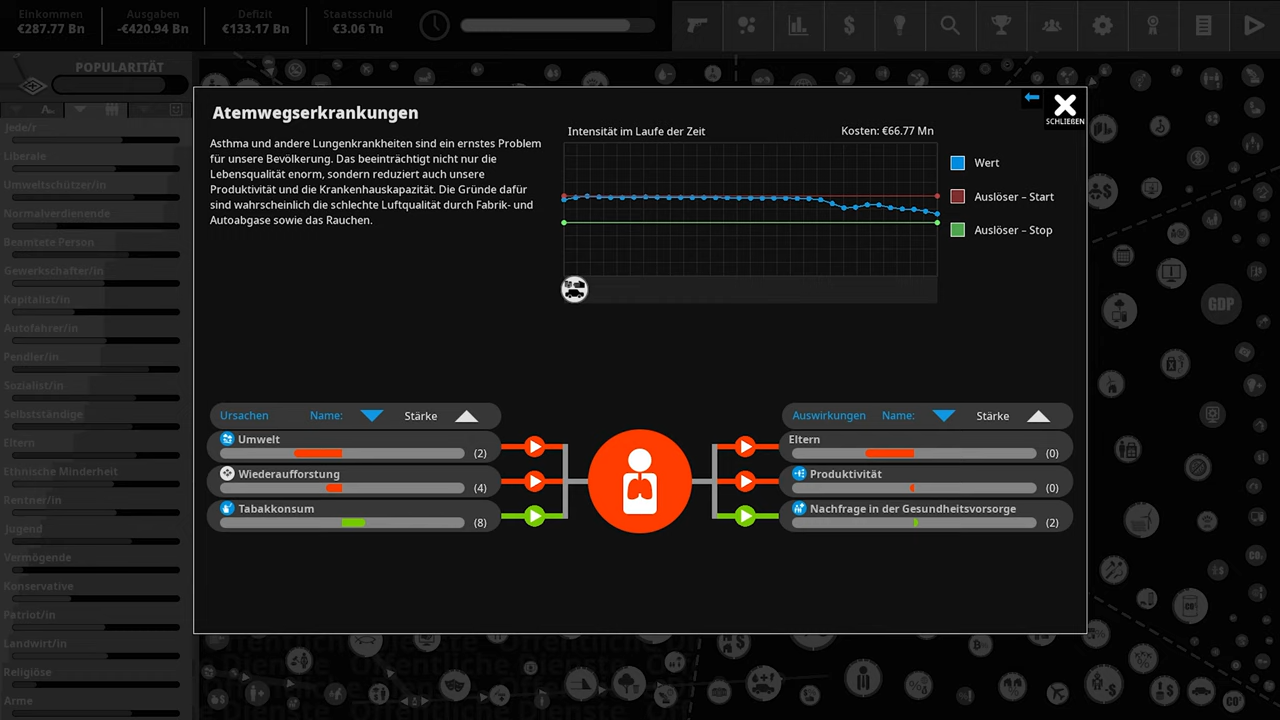 Einkommen
€287.77 Bn
Ausgaben
-€420.94 Bn
Defizit
€133.17 Bn
Staatsschuld
€3.06 Tn
POPULARITÄT
Jede/r
Liberale
Umweltschützer/in
Normalverdienende
Beamtete Person
Gewerkschafter/in
Kapitalist/in
Autofahrer/in
Pendler/in
Sozialist/in
Selbstständige
Eltern
Ethnische Minderheit
Rentner/in
Jugend
Vermögende
Konservative
Patriot/in
Landwirt/in
Religiöse
Arme
Atemwegserkrankungen
Asthma und andere Lungenkrankheiten sind ein ernstes Problem
für unsere Bevölkerung. Das beeinträchtigt nicht nur die
Lebensqualität enorm, sondern reduziert auch unsere
Produktivität und die Krankenhauskapazität. Die Gründe dafür
sind wahrscheinlich die schlechte Luftqualität durch Fabrik- und
Autoabgase sowie das Rauchen.
Intensität im Laufe der Zeit
Kosten: €66.77 Mn
SCHLIEẞEN
Wert
Auslöser – Start
Auslöser – Stop
Ursachen Name: Stärke
Umwelt
(2)
Wiederaufforstung
(4)
Tabakkonsum
(8)
Auswirkungen Name: Stärke
Eltern
(0)
Produktivität
(0)
Nachfrage in der Gesundheitsvorsorge
(2)
GDP
Öffentliche Dienste